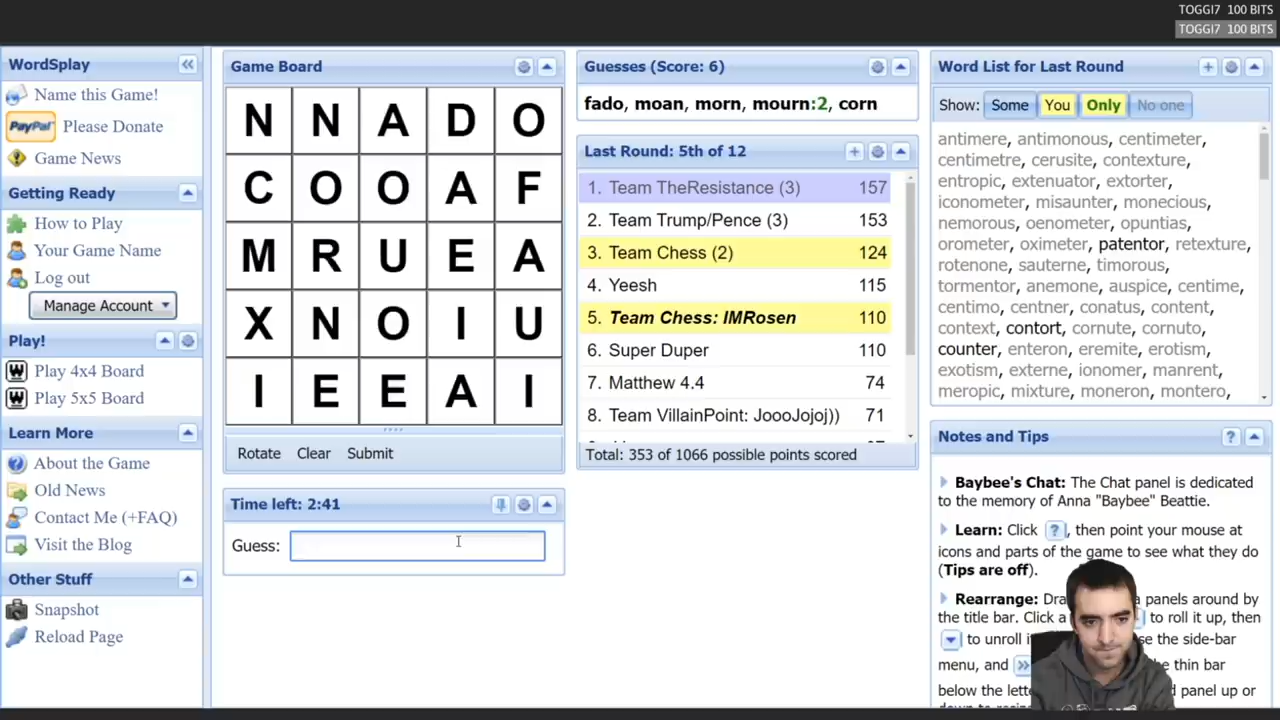 TOGGI7 100 BITS
TOGGI7 100 BITS
WordSplay
Name this Game!
PayPal Please Donate
Game News
Getting Ready
How to Play
Your Game Name
Log out
Manage Account
Play!
Play 4x4 Board
Play 5x5 Board
Learn More
About the Game
Old News
Contact Me (+FAQ)
Visit the Blog
Other Stuff
Snapshot
Reload Page
Game Board
N N A D O
C O O A F
M R U E A
X N O I U
I E E A I
Rotate Clear Submit
Time left: 2:41
Guess:
Guesses (Score: 6)
fado, moan, morn, mourn:2, corn
Last Round: 5th of 12
1. Team TheResistance (3) 157
2. Team Trump/Pence (3) 153
3. Team Chess (2) 124
4. Yeesh 115
5. Team Chess: IMRosen 110
6. Super Duper 110
7. Matthew 4.4 74
8. Team VillainPoint: JoooJojoj)) 71
Total: 353 of 1066 possible points scored
Word List for Last Round
Show: Some You Only No one
antimere, antimonous, centimeter,
centimetre, cerusite, contexture,
entropic, extenuator, extorter,
iconometer, misaunter, monecious,
nemorous, oenometer, opuntias,
orometer, oximeter, patentor, retexture,
rotenone, sauterne, timorous,
tormentor, anemone, auspice, centime,
centimo, centner, conatus, content,
context, contort, cornute, cornuto,
counter, enteron, eremite, erotism,
exotism, externe, ionomer, manrent,
meropic, mixture, moneron, montero,
Notes and Tips
Baybee's Chat: The Chat panel is dedicated
to the memory of Anna "Baybee" Beattie.
Learn: Click ?, then point your mouse at
icons and parts of the game to see what they do
(Tips are off).
Rearrange: panels around by
the title bar. Click a to roll it up, then
to unroll the side-bar
menu, and thin bar
below the panel up or